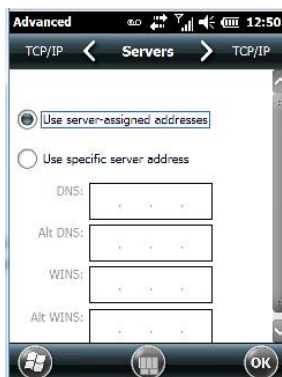 Advanced 12:50
TCP/IP Servers TCP/IP
Use server-assigned addresses
Use specific server address
DNS: . . .
Alt DNS: . . .
WINS: . . .
Alt WINS: . . .
OK